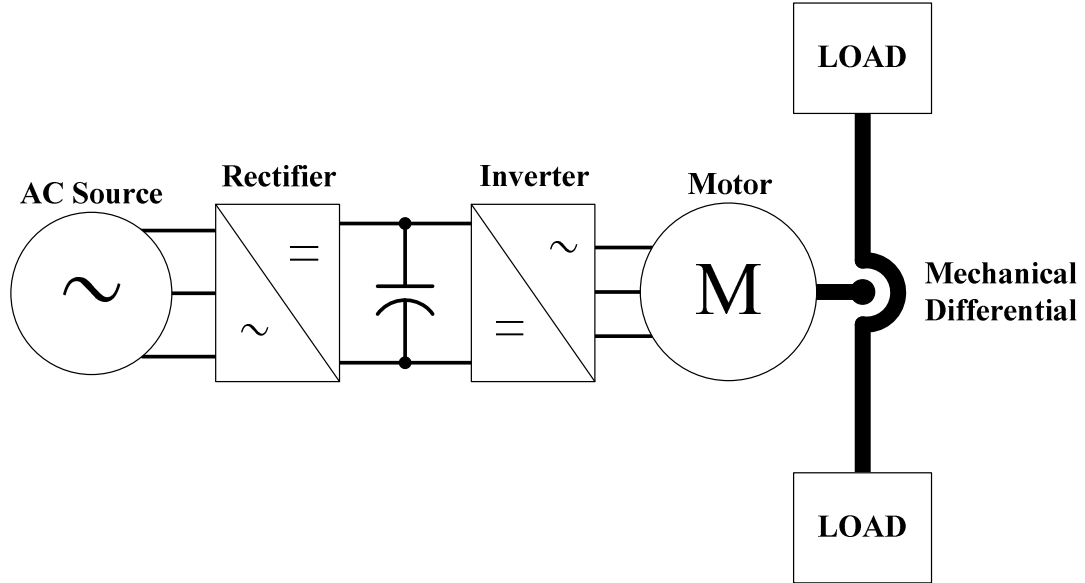 LOAD
AC Source
Rectifier
Inverter
Motor
M
Mechanical
Differential
LOAD